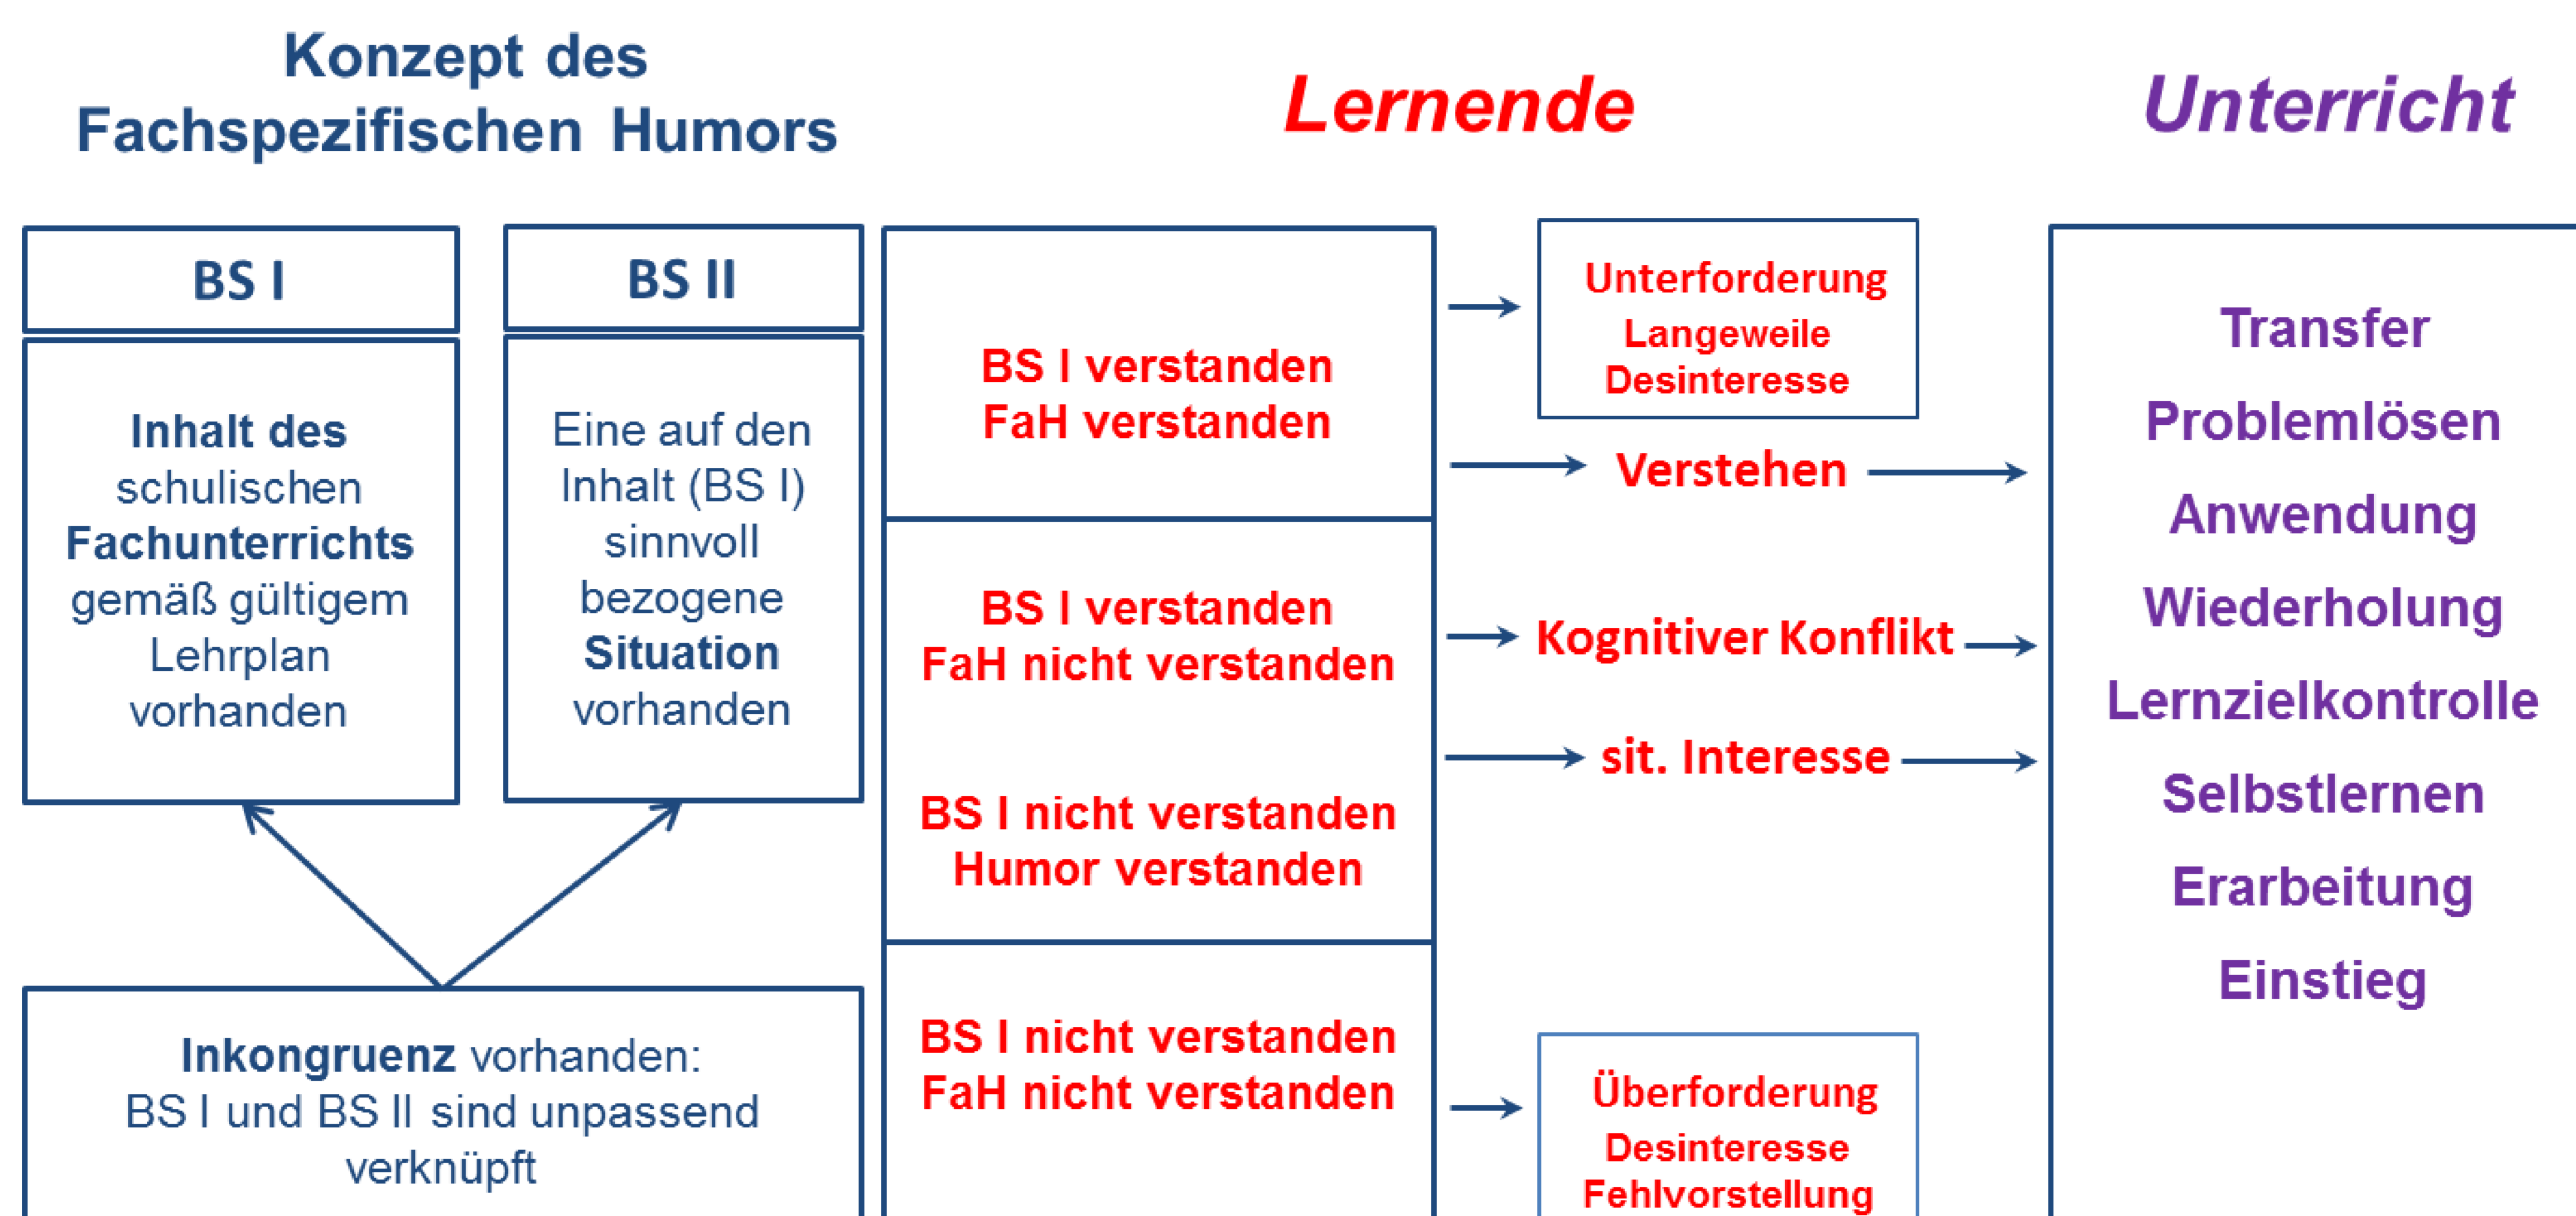 Konzept des
Fachspezifischen Humors
Lernende
Unterricht
BS I
Inhalt des
schulischen
Fachunterrichts
gemäß gültigem
Lehrplan
vorhanden
BS II
Eine auf den
Inhalt (BS I)
sinnvoll
bezogene
Situation
vorhanden
Inkongruenz vorhanden:
BS I und BS II sind unpassend
verknüpft
BS I verstanden
FaH verstanden
BS I verstanden
FaH nicht verstanden
BS I nicht verstanden
Humor verstanden
BS I nicht verstanden
FaH nicht verstanden
Unterforderung
Langeweile
Desinteresse
Verstehen
Kognitiver Konflikt
sit. Interesse
Überforderung
Desinteresse
Fehlvorstellung
Transfer
Problemlösen
Anwendung
Wiederholung
Lernzielkontrolle
Selbstlernen
Erarbeitung
Einstieg